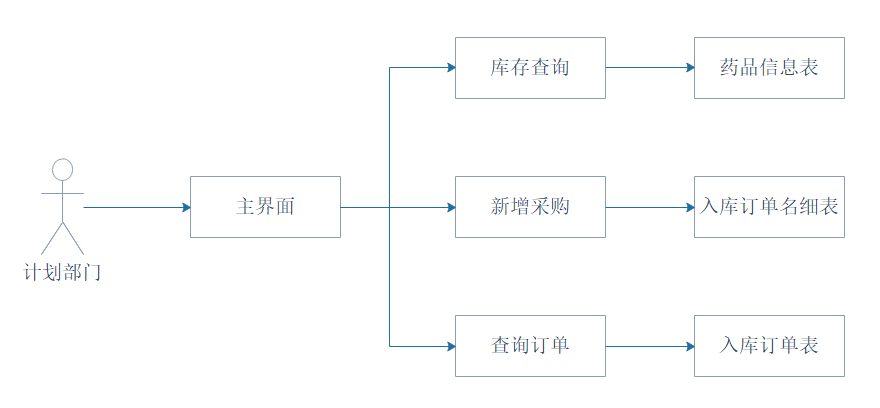 库存查询
药品信息表
主界面
新增采购
入库订单名细表
计划部门
查询订单
入库订单表